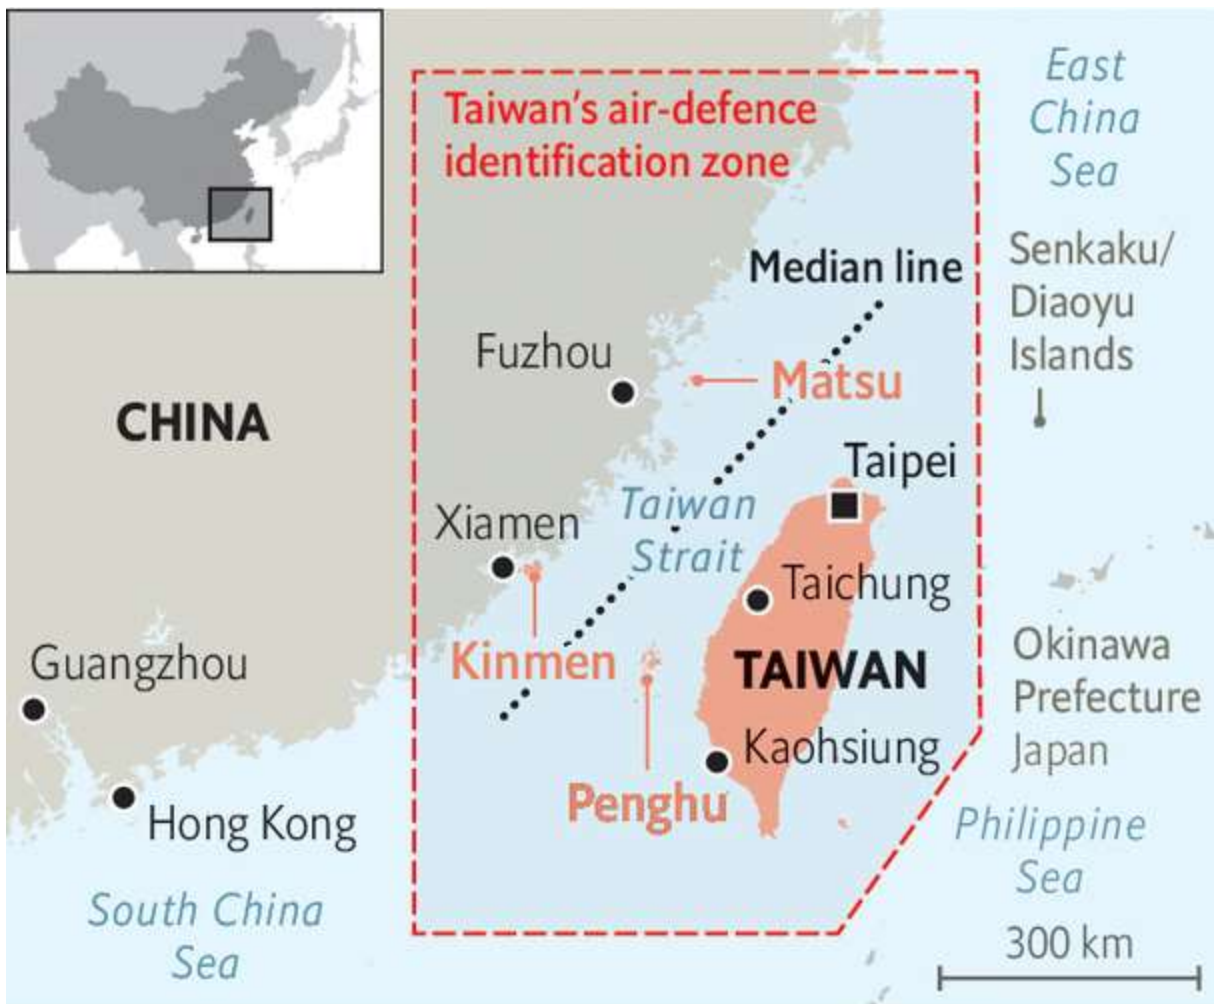 Taiwan's air-defence
identification zone
East
China
Sea
Median line
Senkaku/
Diaoyu
Islands
Fuzhou
Matsu
CHINA
Taipei
Taiwan
Strait
Xiamen
Taichung
Guangzhou
Kinmen
TAIWAN
Okinawa
Prefecture
Japan
Kaohsiung
Penghu
Hong Kong
Philippine
Sea
South China
Sea
300 km